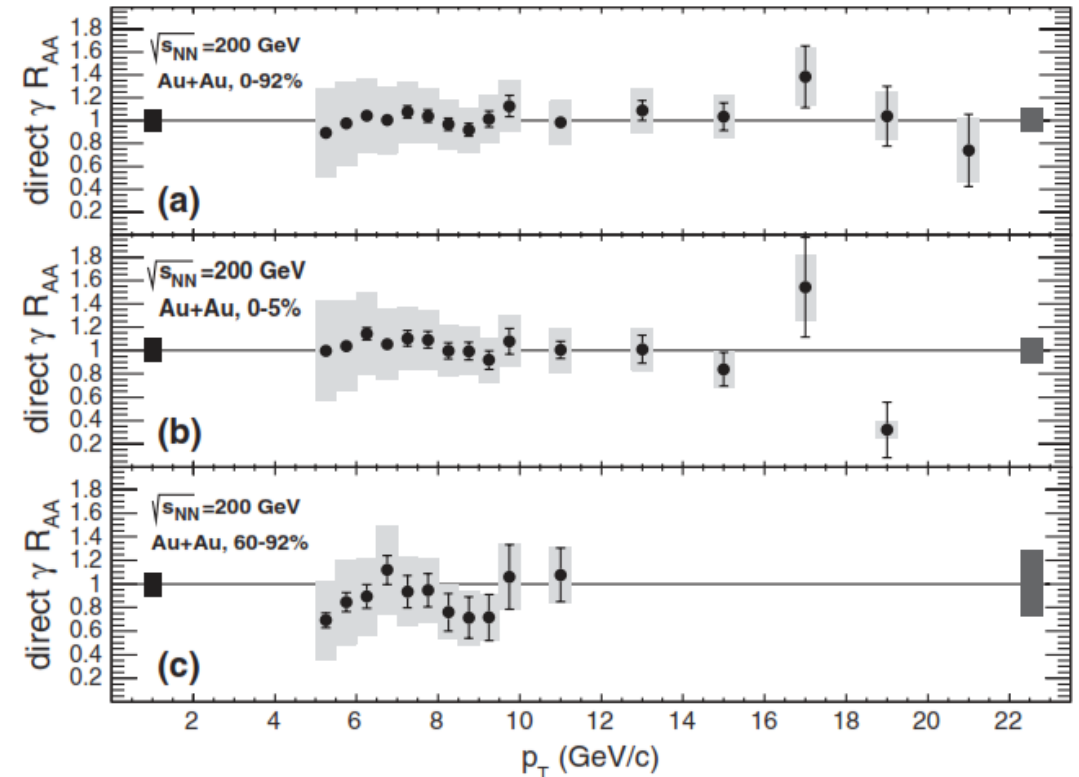 direct γ R_AA
1.8
1.6
1.4
1.2
1
0.8
0.6
0.4
0.2
√s_NN =200 GeV
Au+Au, 0-92%
(a)
direct γ R_AA
1.8
1.6
1.4
1.2
1
0.8
0.6
0.4
0.2
√s_NN =200 GeV
Au+Au, 0-5%
(b)
direct γ R_AA
1.8
1.6
1.4
1.2
1
0.8
0.6
0.4
0.2
√s_NN =200 GeV
Au+Au, 60-92%
(c)
2 4 6 8 10 12 14 16 18 20 22
p_T (GeV/c)